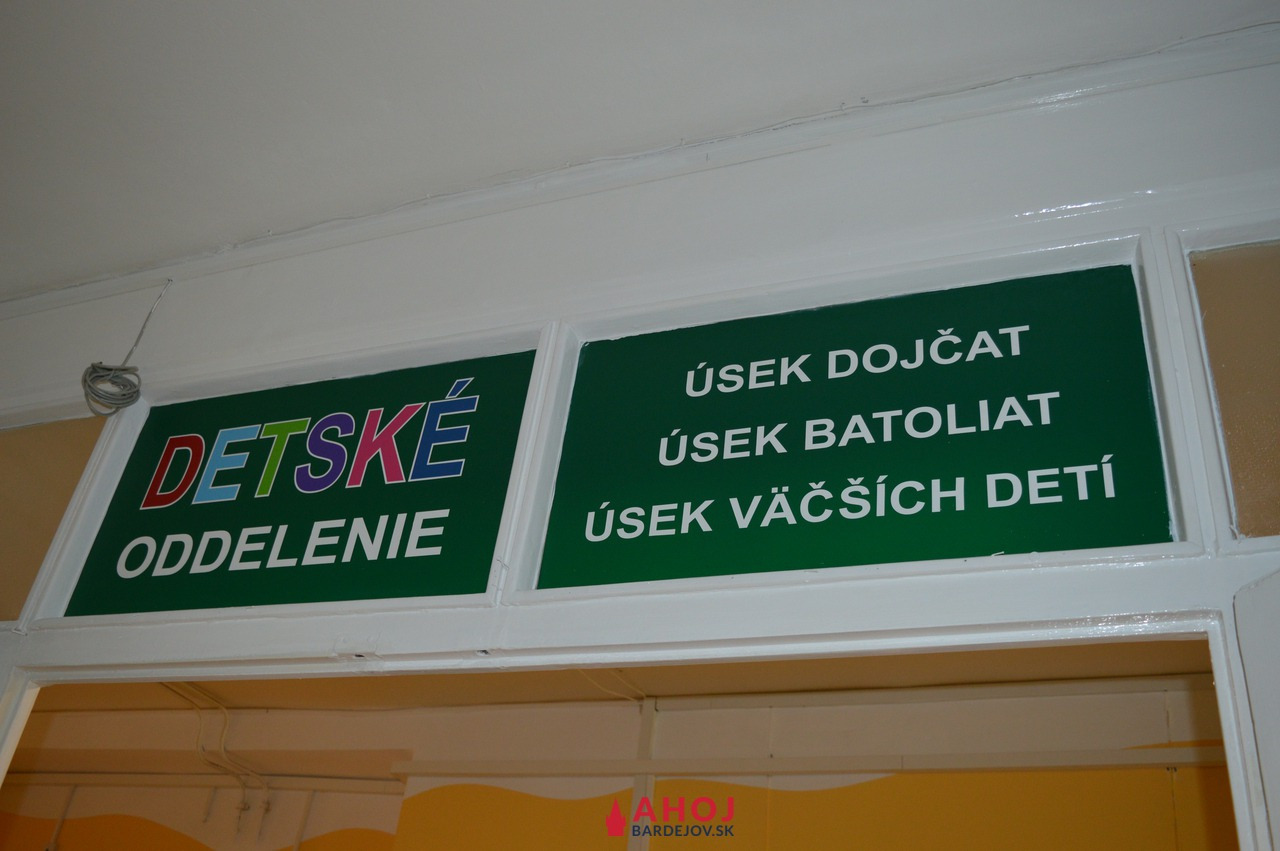 DETSKÉ
ODDELENIE
ÚSEK DOJČAT
ÚSEK BATOLIAT
ÚSEK VÄČŠÍCH DETÍ
AHOJ
BARDEJOV.SK